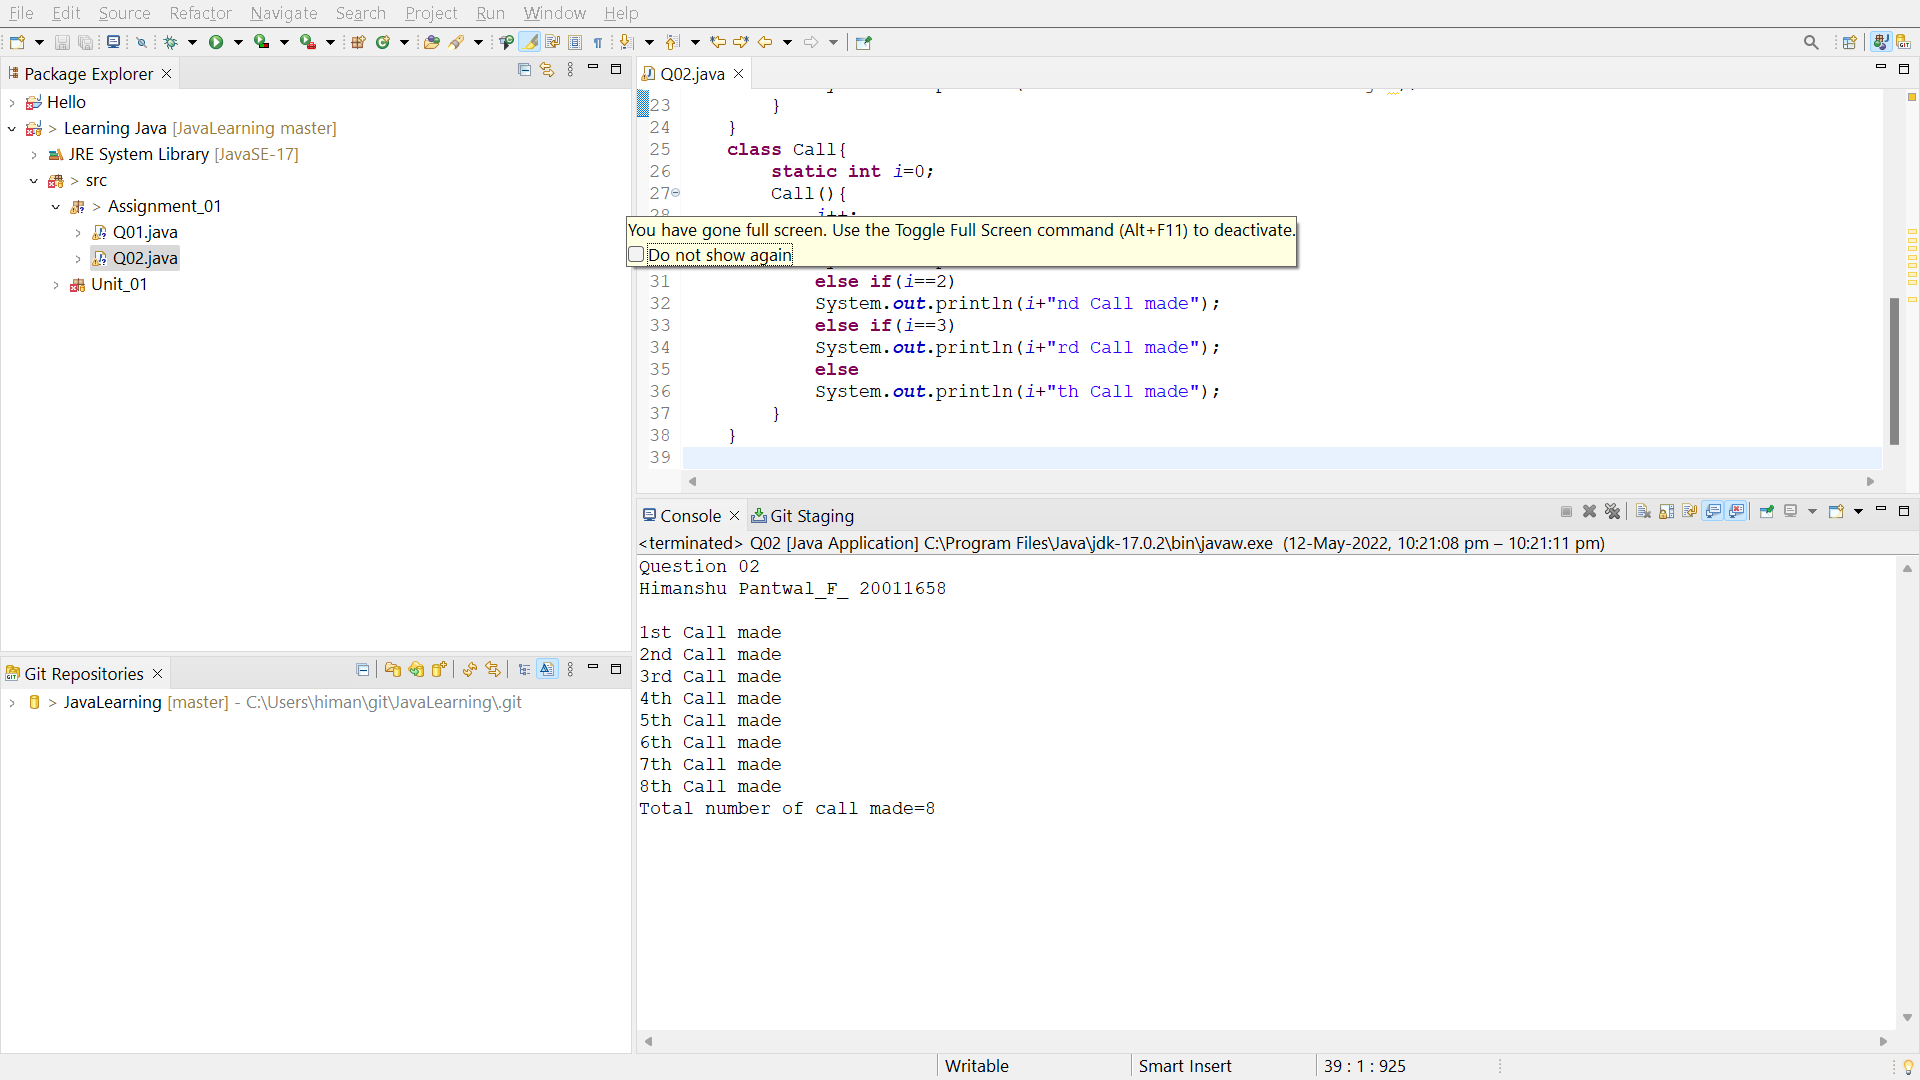 File Edit Source Refactor Navigate Search Project Run Window Help
Package Explorer
Hello
> Learning Java [JavaLearning master]
JRE System Library [JavaSE-17]
> src
> Assignment_01
Q01.java
Q02.java
Unit_01
Git Repositories
> JavaLearning [master] - C:\Users\himan\git\JavaLearning\.git
Q02.java
23 }
24 }
25 class Call{
26 static int i=0;
27 Call(){
28 i++;
You have gone full screen. Use the Toggle Full Screen command (Alt+F11) to deactivate.
Do not show again
31 else if(i==2)
32 System.out.println(i+"nd Call made");
33 else if(i==3)
34 System.out.println(i+"rd Call made");
35 else
36 System.out.println(i+"th Call made");
37 }
38 }
39
Console Git Staging
<terminated> Q02 [Java Application] C:\Program Files\Java\jdk-17.0.2\bin\javaw.exe (12-May-2022, 10:21:08 pm – 10:21:11 pm)
Question 02
Himanshu Pantwal_F_ 20011658
1st Call made
2nd Call made
3rd Call made
4th Call made
5th Call made
6th Call made
7th Call made
8th Call made
Total number of call made=8
Writable Smart Insert 39 : 1 : 925